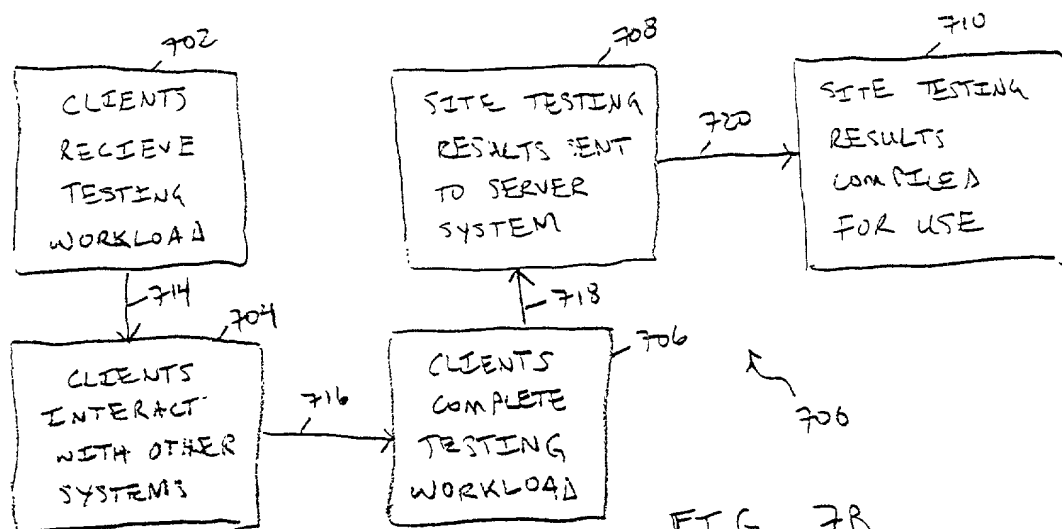 702
CLIENTS
RECIEVE
TESTING
WORKLOAD
714
704
CLIENTS
INTERACT
WITH OTHER
SYSTEMS
716
706
CLIENTS
COMPLETE
TESTING
WORKLOAD
718
708
SITE TESTING
RESULTS SENT
TO SERVER
SYSTEM
720
710
SITE TESTING
RESULTS
COMPILED
FOR USE
700
FIG. 7B